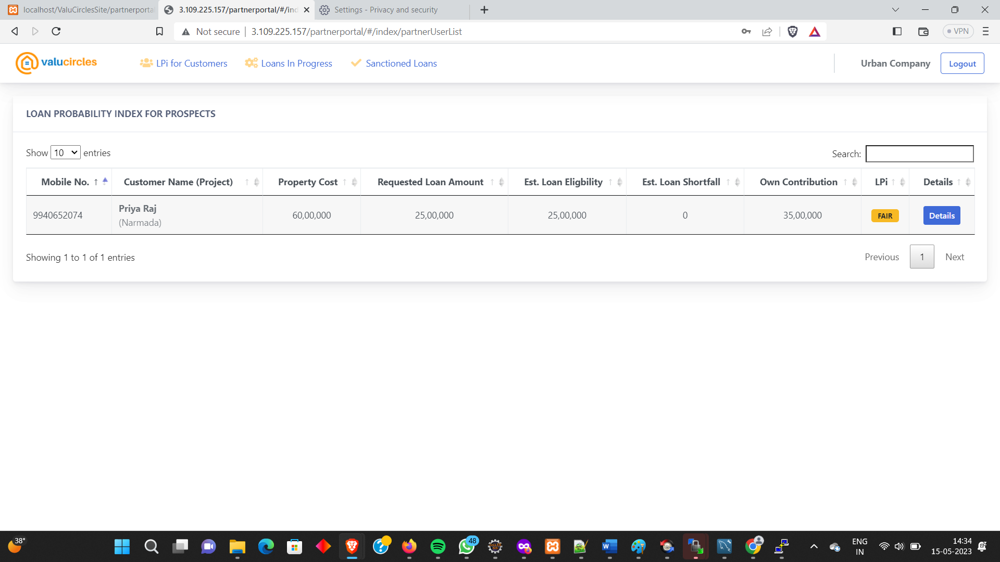 localhost/ValuCirclesSite/partnerporta
3.109.225.157/partnerportal/#/ind
Settings - Privacy and security
Not secure
3.109.225.157/partnerportal/#/index/partnerUserList
VPN
valucircles
LPi for Customers
Loans In Progress
Sanctioned Loans
Urban Company
Logout
LOAN PROBABILITY INDEX FOR PROSPECTS
Show 10 entries
Search:
Mobile No. Customer Name (Project) Property Cost Requested Loan Amount Est. Loan Eligbility Est. Loan Shortfall Own Contribution LPi Details
9940652074 Priya Raj (Narmada) 60,00,000 25,00,000 25,00,000 0 35,00,000 FAIR Details
Showing 1 to 1 of 1 entries
Previous 1 Next
38°
48
ENG
IN
14:34
15-05-2023